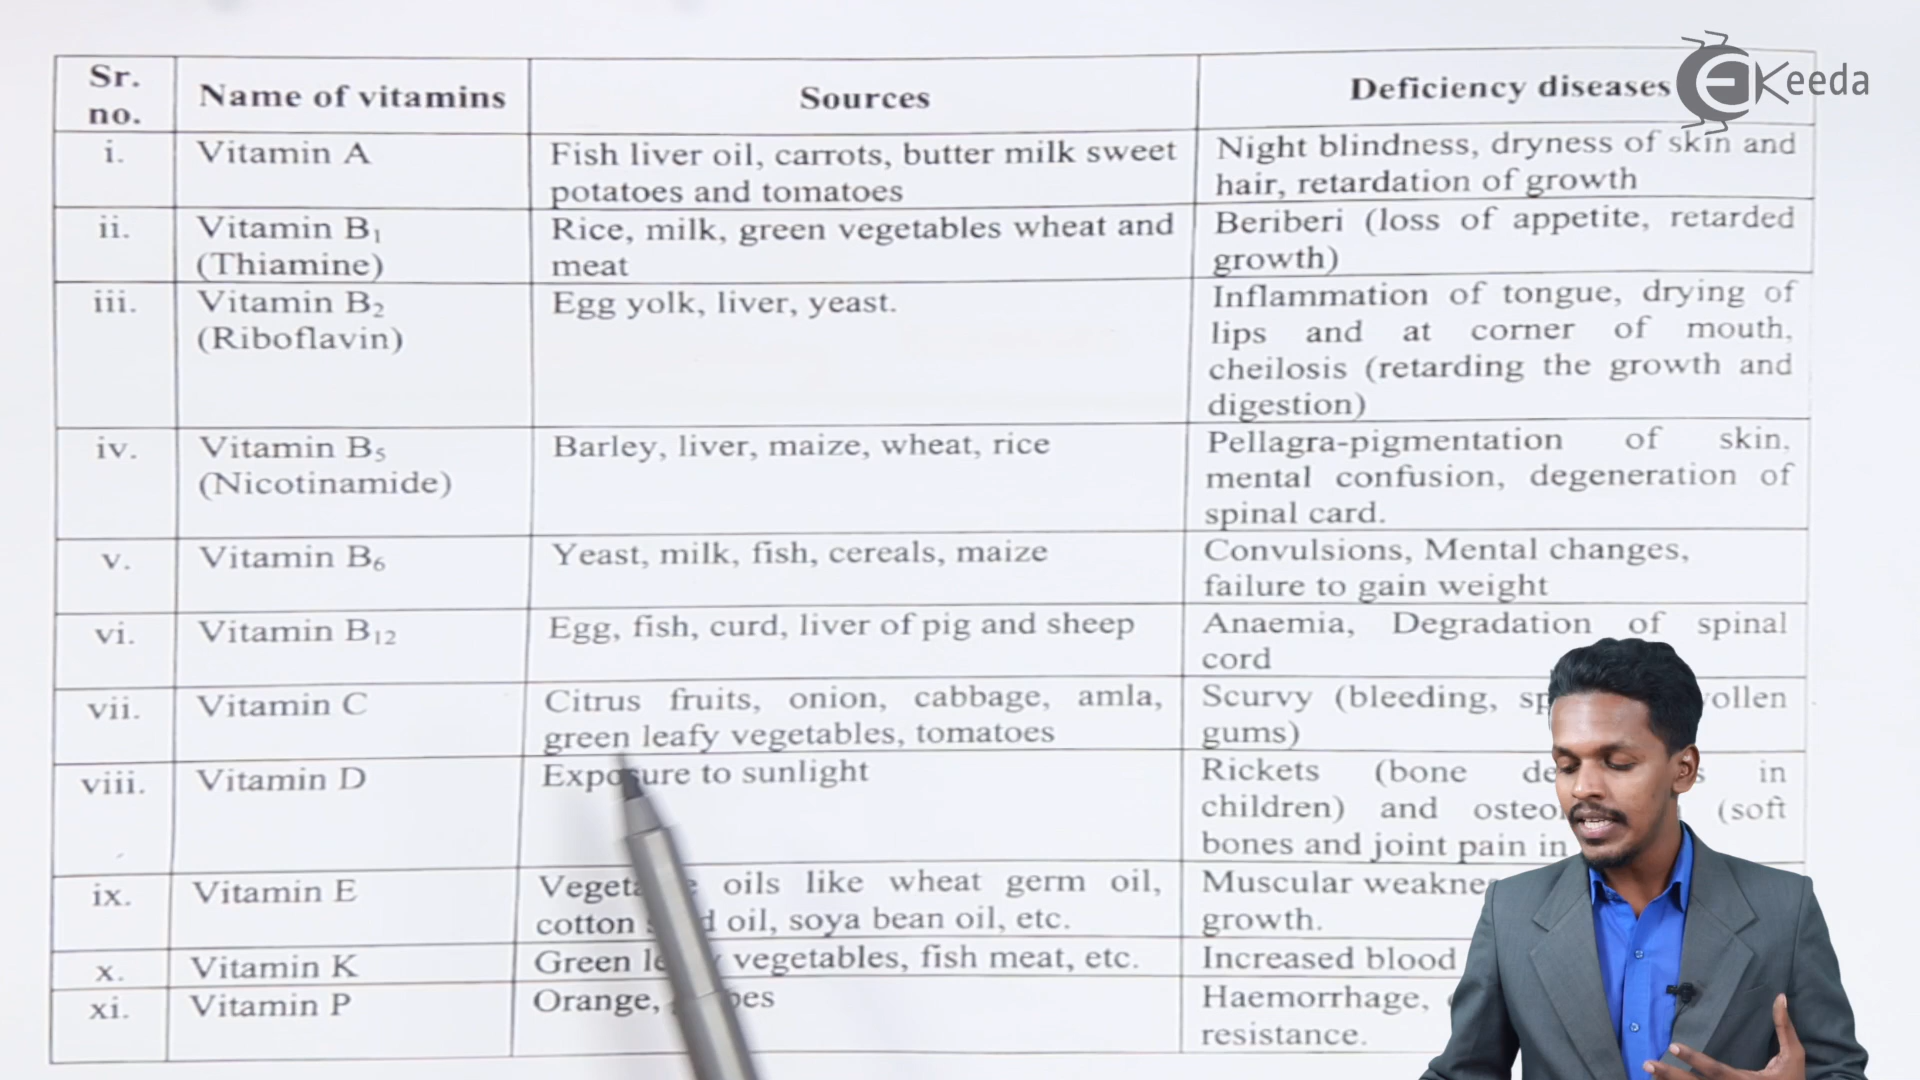 EKeeda
Sr.
no.
Name of vitamins
Sources
Deficiency diseases
i.
Vitamin A
Fish liver oil, carrots, butter milk sweet
potatoes and tomatoes
Night blindness, dryness of skin and
hair, retardation of growth
ii.
Vitamin B1
(Thiamine)
Rice, milk, green vegetables wheat and
meat
Beriberi (loss of appetite, retarded
growth)
iii.
Vitamin B2
(Riboflavin)
Egg yolk, liver, yeast.
Inflammation of tongue, drying of
lips and at corner of mouth,
cheilosis (retarding the growth and
digestion)
iv.
Vitamin B5
(Nicotinamide)
Barley, liver, maize, wheat, rice
Pellagra-pigmentation of skin,
mental confusion, degeneration of
spinal card.
v.
Vitamin B6
Yeast, milk, fish, cereals, maize
Convulsions, Mental changes,
failure to gain weight
vi.
Vitamin B12
Egg, fish, curd, liver of pig and sheep
Anaemia, Degradation of spinal
cord
vii.
Vitamin C
Citrus fruits, onion, cabbage, amla,
green leafy vegetables, tomatoes
Scurvy (bleeding,
gums)
viii.
Vitamin D
Exposure to sunlight
Rickets (bone in
children) and (soft
bones and joint pain in
ix.
Vitamin E
oils like wheat germ oil,
cotton oil, soya bean oil, etc.
Muscular
growth.
x.
Vitamin K
Green vegetables, fish meat, etc.
Increased blood
xi.
Vitamin P
Orange,
Haemorrhage,
resistance.